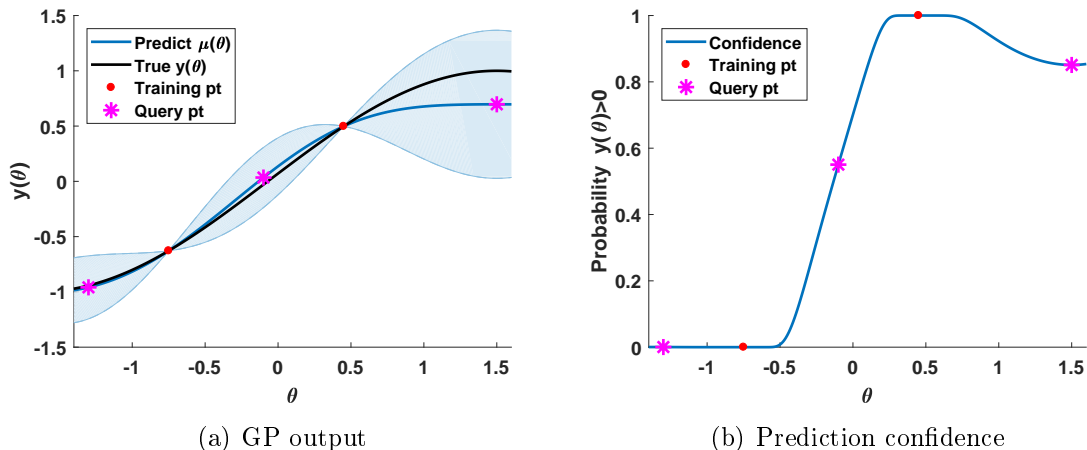 1.5
1
0.5
0
-0.5
-1
-1.5
y(θ)
Predict μ(θ)
True y(θ)
Training pt
Query pt
-1
-0.5
0
0.5
1
1.5
θ
(a) GP output
1
0.8
0.6
0.4
0.2
0
Probability y(θ)>0
Confidence
Training pt
Query pt
-1
-0.5
0
0.5
1
1.5
θ
(b) Prediction confidence